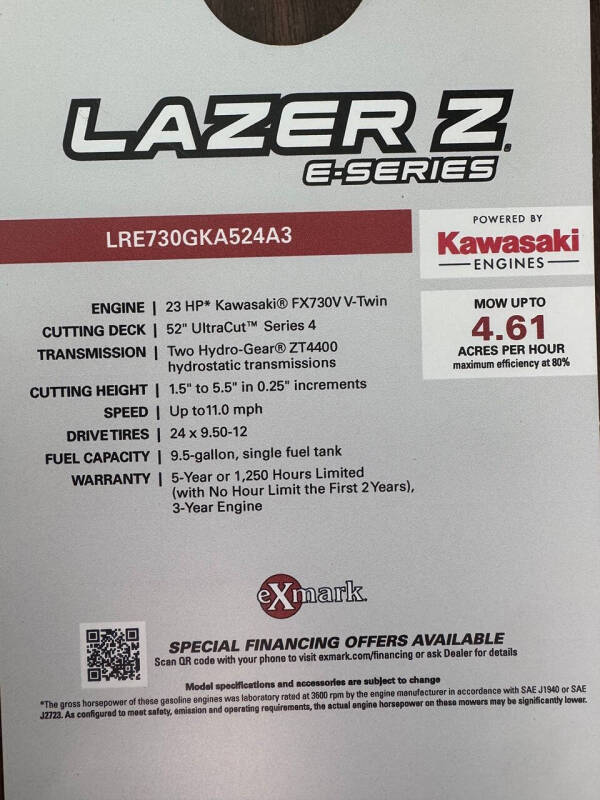 LAZER Z.
E-SERIES
LRE730GKA524A3
POWERED BY
Kawasaki
ENGINES
MOW UP TO
4.61
ACRES PER HOUR
maximum efficiency at 80%
ENGINE | 23 HP* Kawasaki® FX730V V-Twin
CUTTING DECK | 52" UltraCut™ Series 4
TRANSMISSION | Two Hydro-Gear® ZT4400
hydrostatic transmissions
CUTTING HEIGHT | 1.5" to 5.5" in 0.25" increments
SPEED | Up to 11.0 mph
DRIVE TIRES | 24 x 9.50-12
FUEL CAPACITY | 9.5-gallon, single fuel tank
WARRANTY | 5-Year or 1,250 Hours Limited
(with No Hour Limit the First 2 Years),
3-Year Engine
eXmark.
SPECIAL FINANCING OFFERS AVAILABLE
Scan QR code with your phone to visit exmark.com/financing or ask Dealer for details
Model specifications and accessories are subject to change
*The gross horsepower of these gasoline engines was laboratory rated at 3600 rpm by the engine manufacturer in accordance with SAE J1940 or SAE
J2723. As configured to meet safety, emission and operating requirements, the actual engine horsepower on these mowers may be significantly lower.